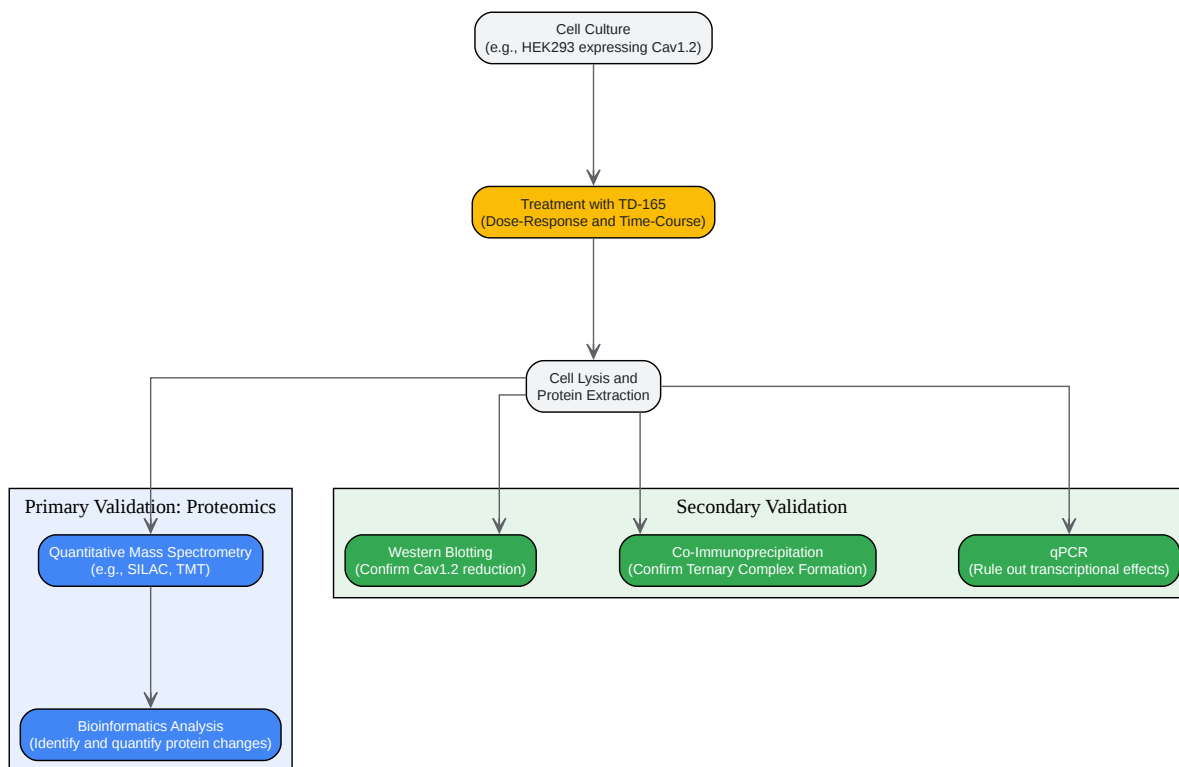 Cell Culture
(e.g., HEK293 expressing Cav1.2)
Treatment with TD-165
(Dose-Response and Time-Course)
Cell Lysis and
Protein Extraction
Primary Validation: Proteomics
Quantitative Mass Spectrometry
(e.g., SILAC, TMT)
Bioinformatics Analysis
(Identify and quantify protein changes)
Secondary Validation
Western Blotting
(Confirm Cav1.2 reduction)
Co-Immunoprecipitation
(Confirm Ternary Complex Formation)
qPCR
(Rule out transcriptional effects)